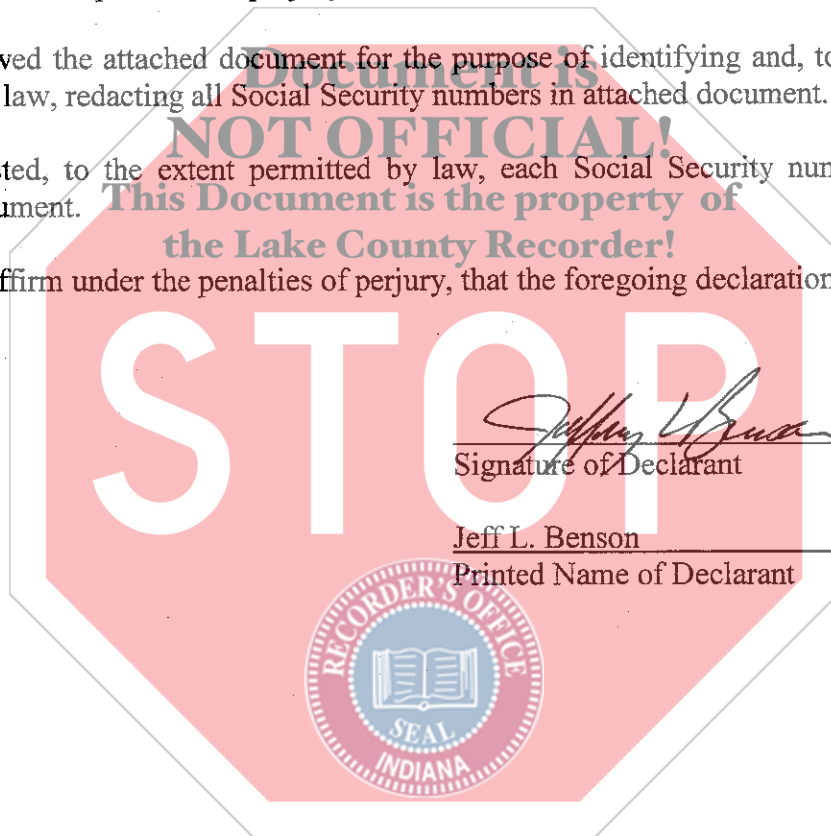 ved the attached document for the purpose of identifying and, to
law, redacting all Social Security numbers in attached document.
ted, to the extent permitted by law, each Social Security num
ument.
ffirm under the penalties of perjury, that the foregoing declaration
Document is
NOT OFFICIAL!
This Document is the property of
the Lake County Recorder!
STOP
Jeffrey L Benson
Signature of Declarant
Jeff L. Benson
Printed Name of Declarant
RECORDER'S OFFICE
SEAL
INDIANA